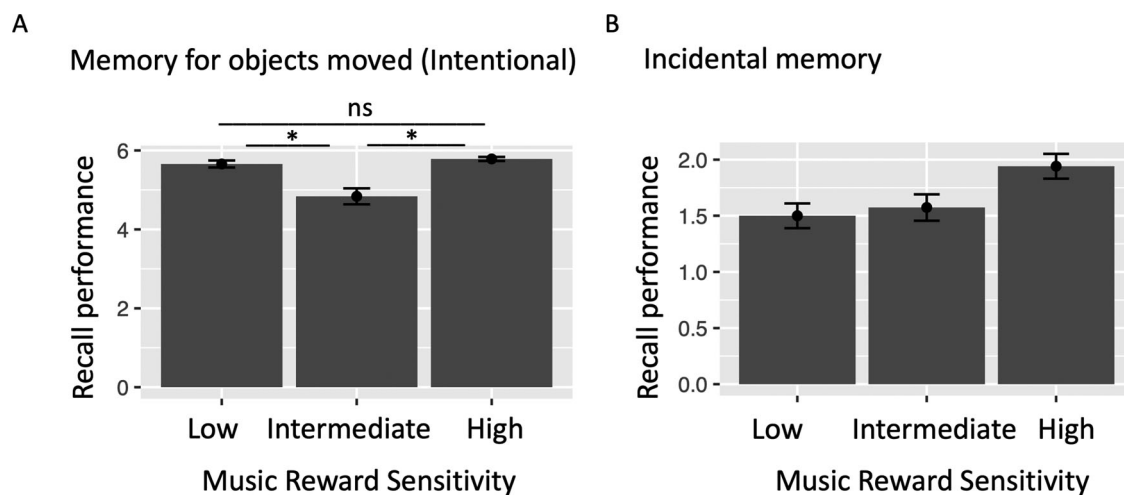 A
Memory for objects moved (Intentional)
ns
*
*
Recall performance
6
4
2
0
Low
Intermediate
High
Music Reward Sensitivity
B
Incidental memory
Recall performance
2.0
1.5
1.0
0.5
0.0
Low
Intermediate
High
Music Reward Sensitivity